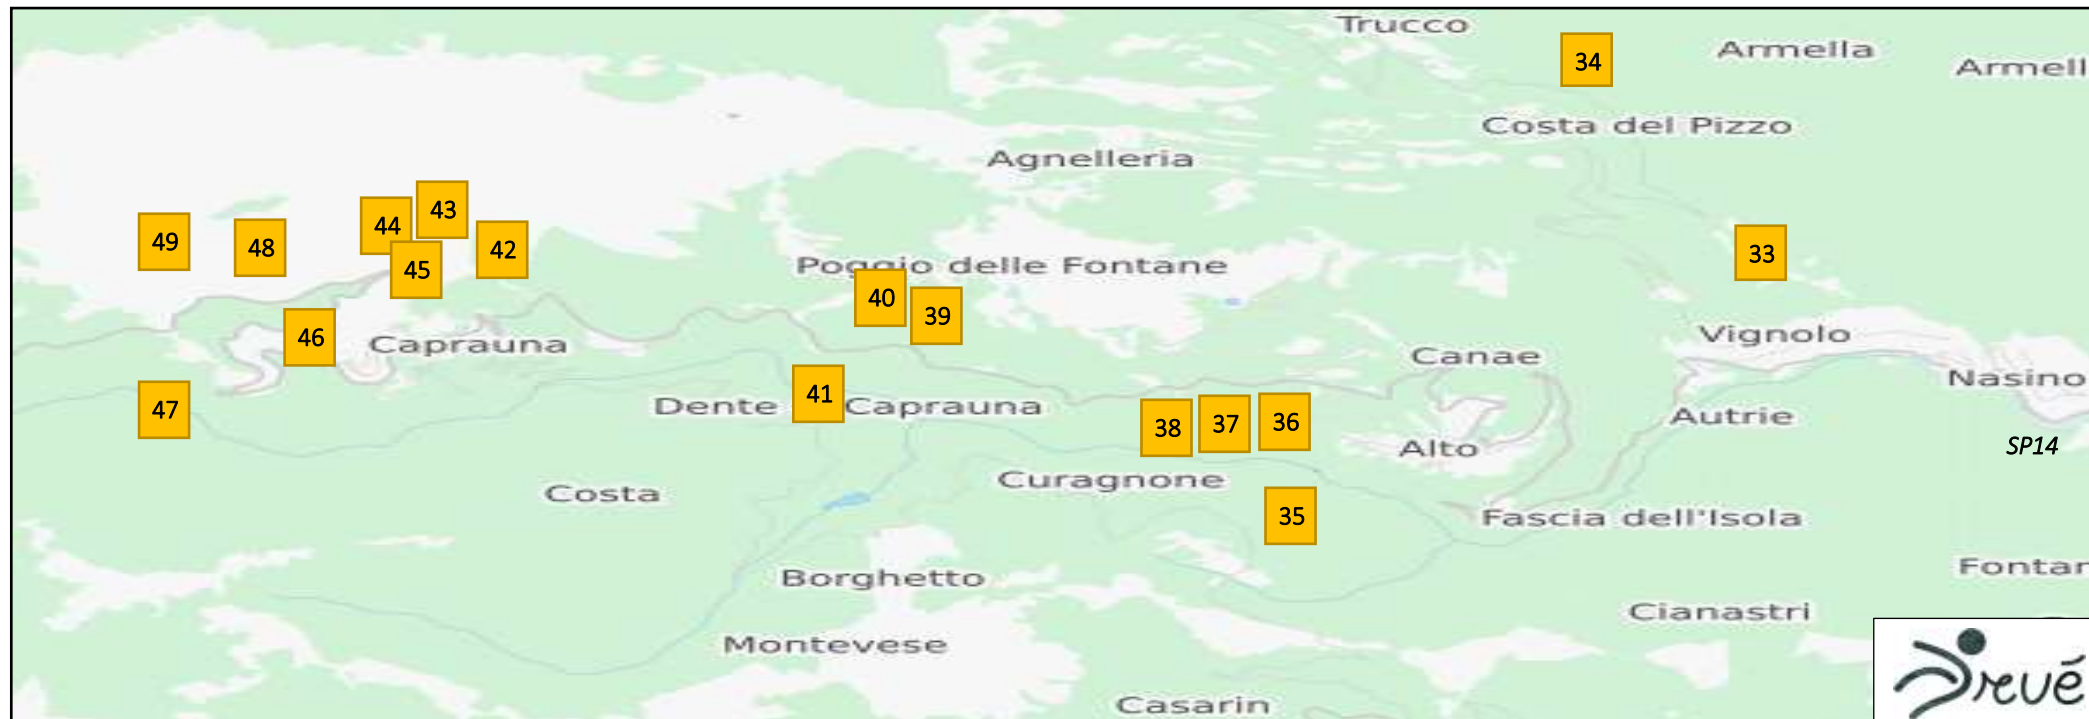 Trucco
34
Armella
Armell
Costa del Pizzo
Agnelleria
49
48
44
43
45
42
33
Poggio delle Fontane
40
39
46
Caprauna
Vignolo
Canae
Nasino
47
Dente
41
Caprauna
38
37
36
Autrie
Alto
SP14
Curagnone
Costa
35
Fascia dell'Isola
Borghetto
Fontar
Cianastri
Montevese
Casarin
revé